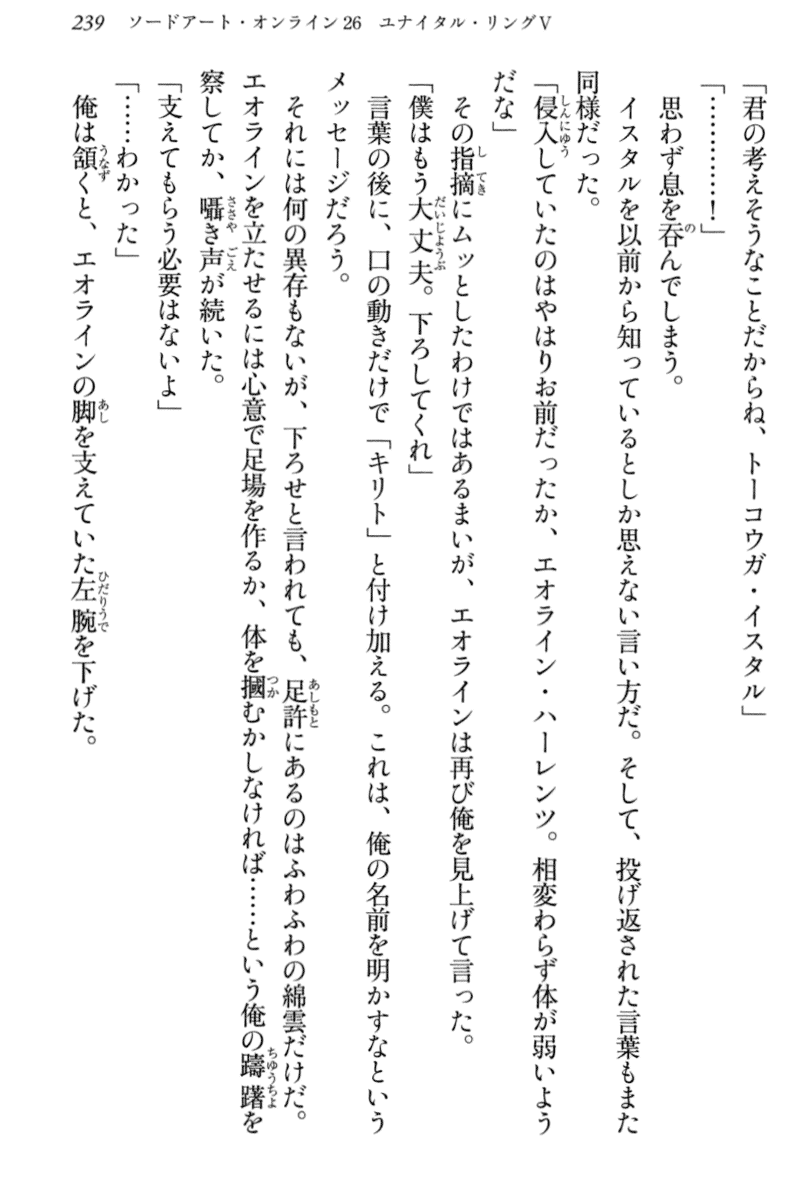 239 ソードアート・オンライン26 ユナイタル・リングⅤ
「君の考えそうなことだからね、トーコウガ・イスタル」
「…………！」
思わず息を呑んでしまう。
イスタルを以前から知っているとしか思えない言い方だ。そして、投げ返された言葉もまた
同様だった。
「侵入していたのはやはりお前だったか、エオライン・ハーレンツ。相変わらず体が弱いよう
だな」
その指摘にムッとしたわけではあるまいが、エオラインは再び俺を見上げて言った。
「僕はもう大丈夫。下ろしてくれ」
言葉の後に、口の動きだけで「キリト」と付け加える。これは、俺の名前を明かすなという
メッセージだろう。
それには何の異存もないが、下ろせと言われても、足許にあるのはふわふわの綿雲だけだ。
エオラインを立たせるには心意で足場を作るか、体を摑むかしなければ……という俺の躊躇を
察してか、囁き声が続いた。
「支えてもらう必要はないよ」
「……わかった」
俺は頷くと、エオラインの脚を支えていた左腕を下げた。